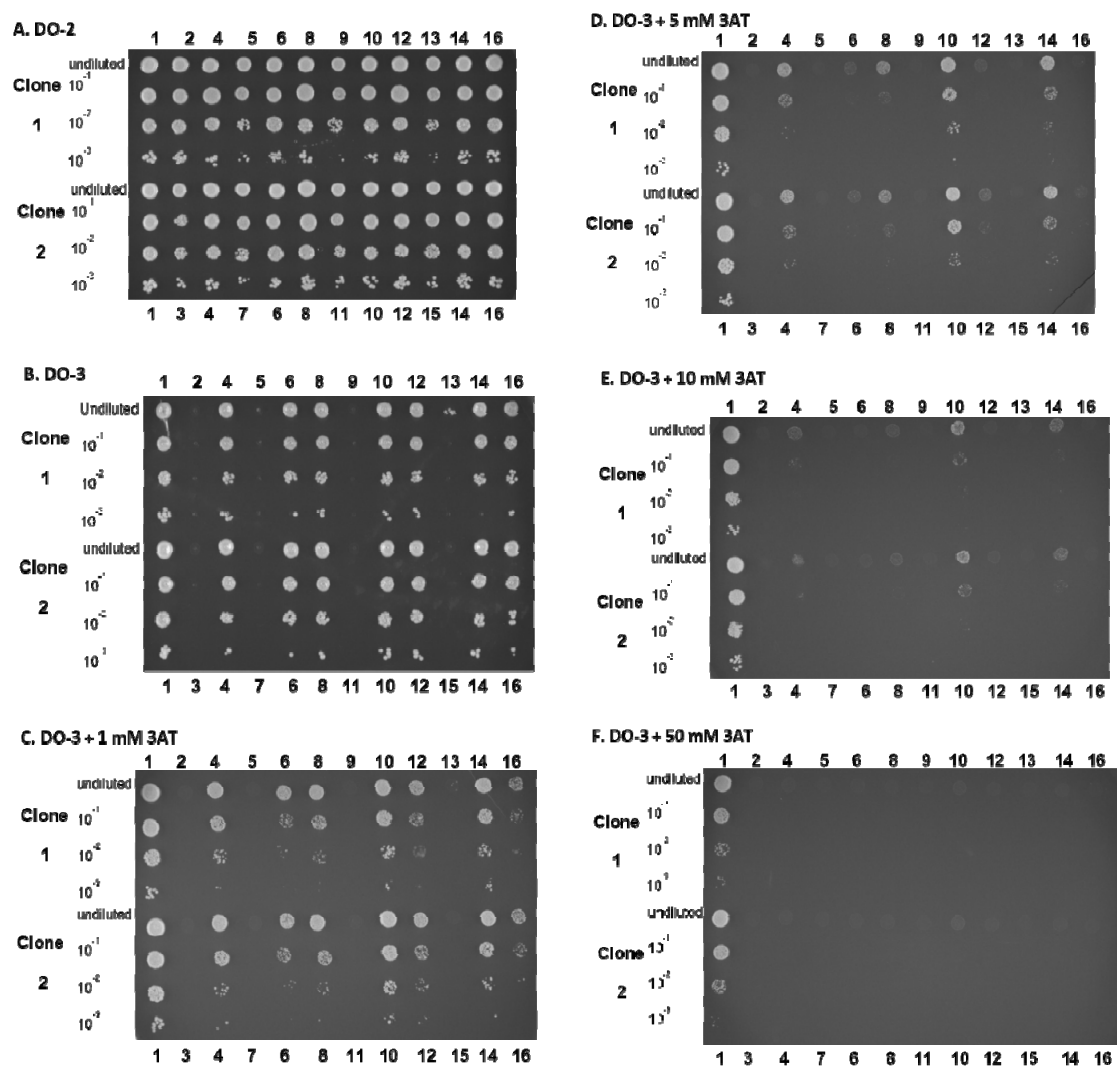 A. DO-2
1 2 4 5 6 8 9 10 12 13 14 16
undiluted
Clone 10⁻¹
1 10⁻²
10⁻³
undiluted
Clone 10⁻¹
2 10⁻²
10⁻³
1 3 4 7 6 8 11 10 12 15 14 16
B. DO-3
1 2 4 5 6 8 9 10 12 13 14 16
Undiluted
Clone 10⁻¹
1 10⁻²
10⁻³
undiluted
Clone 10⁻¹
2 10⁻²
10⁻³
1 3 4 7 6 8 11 10 12 15 14 16
C. DO-3 + 1 mM 3AT
1 2 4 5 6 8 9 10 12 13 14 16
undiluted
Clone 10⁻¹
1 10⁻²
10⁻³
undiluted
Clone 10⁻¹
2 10⁻²
10⁻³
1 3 4 7 6 8 11 10 12 15 14 16
D. DO-3 + 5 mM 3AT
1 2 4 5 6 8 9 10 12 13 14 16
undiluted
Clone 10⁻¹
1 10⁻²
10⁻³
undiluted
Clone 10⁻¹
2 10⁻²
10⁻³
1 3 4 7 6 8 11 10 12 15 14 16
E. DO-3 + 10 mM 3AT
1 2 4 5 6 8 9 10 12 13 14 16
undiluted
Clone 10⁻¹
1 10⁻²
10⁻³
undiluted
Clone 10⁻¹
2 10⁻²
10⁻³
1 3 4 7 6 8 11 10 12 15 14 16
F. DO-3 + 50 mM 3AT
1 2 4 5 6 8 9 10 12 13 14 16
undiluted
Clone 10⁻¹
1 10⁻²
10⁻³
undiluted
Clone 10⁻¹
2 10⁻²
10⁻³
1 3 4 7 6 8 11 10 12 15 14 16